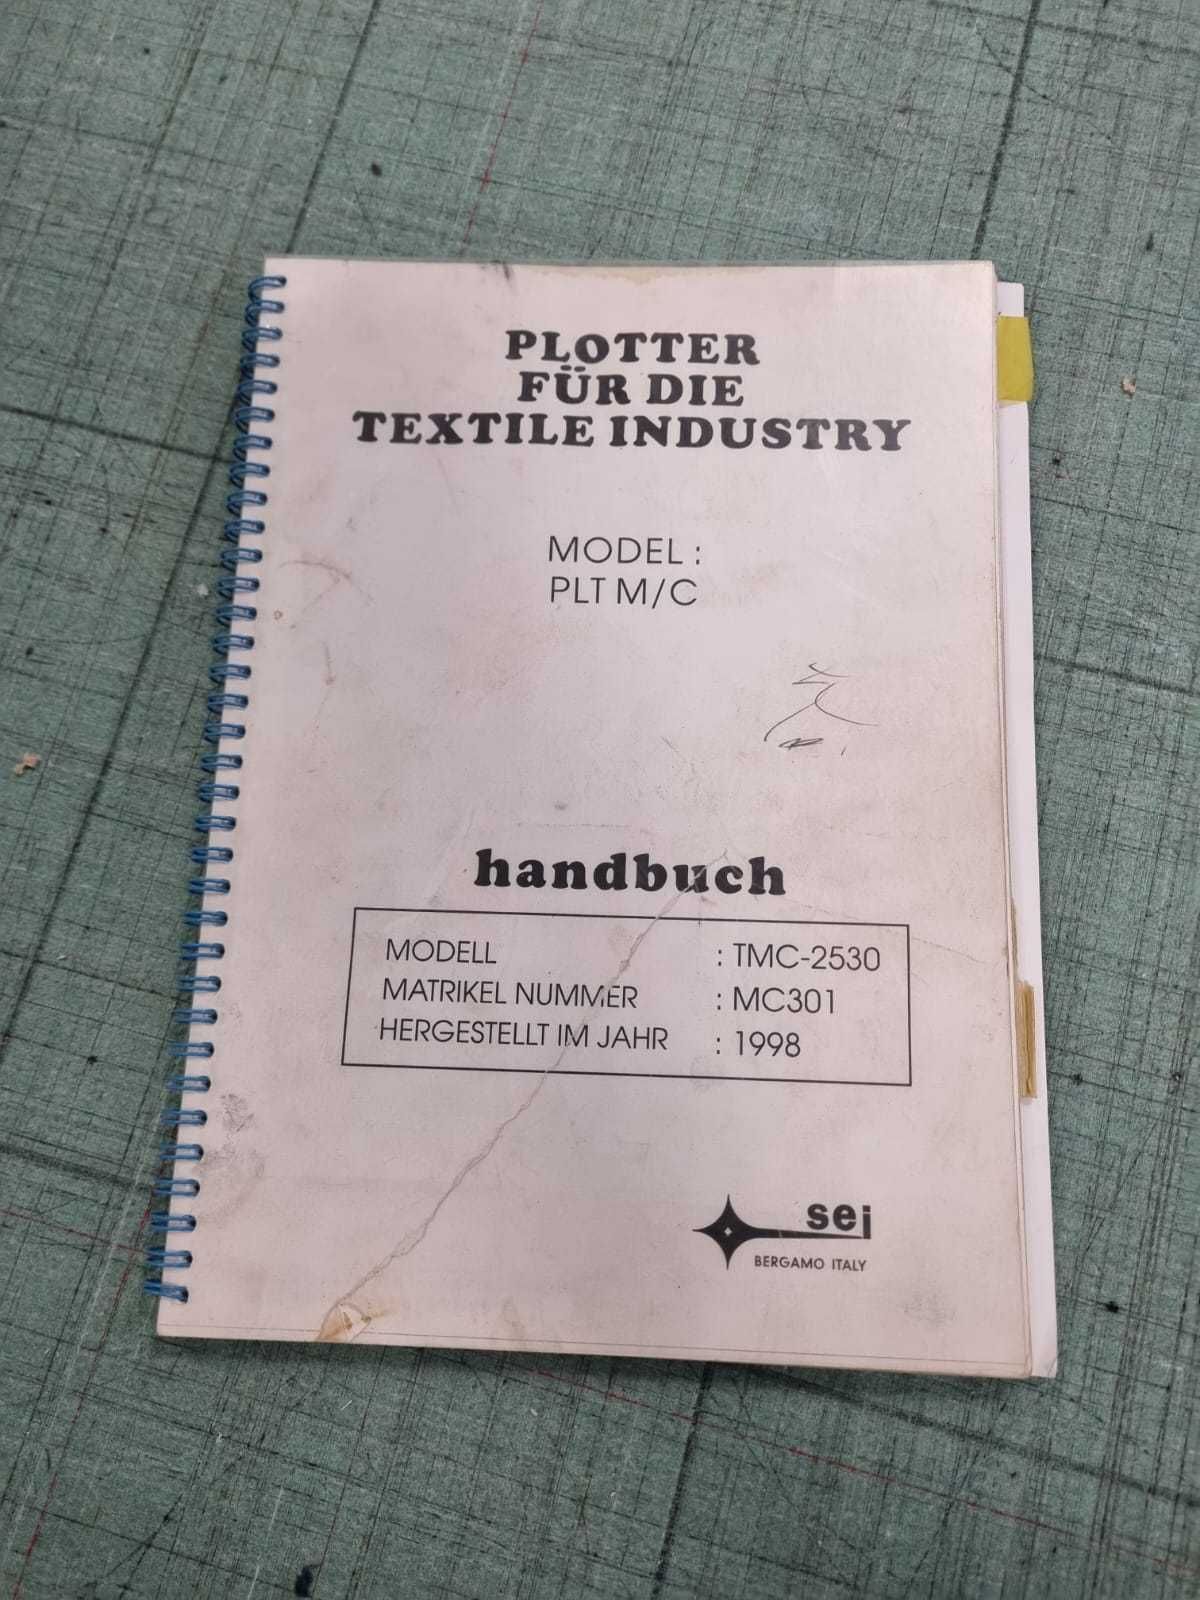 PLOTTER
FÜR DIE
TEXTILE INDUSTRY
MODEL :
PLT M/C
handbuch
MODELL : TMC-2530
MATRIKEL NUMMER : MC301
HERGESTELLT IM JAHR : 1998
sei
BERGAMO ITALY